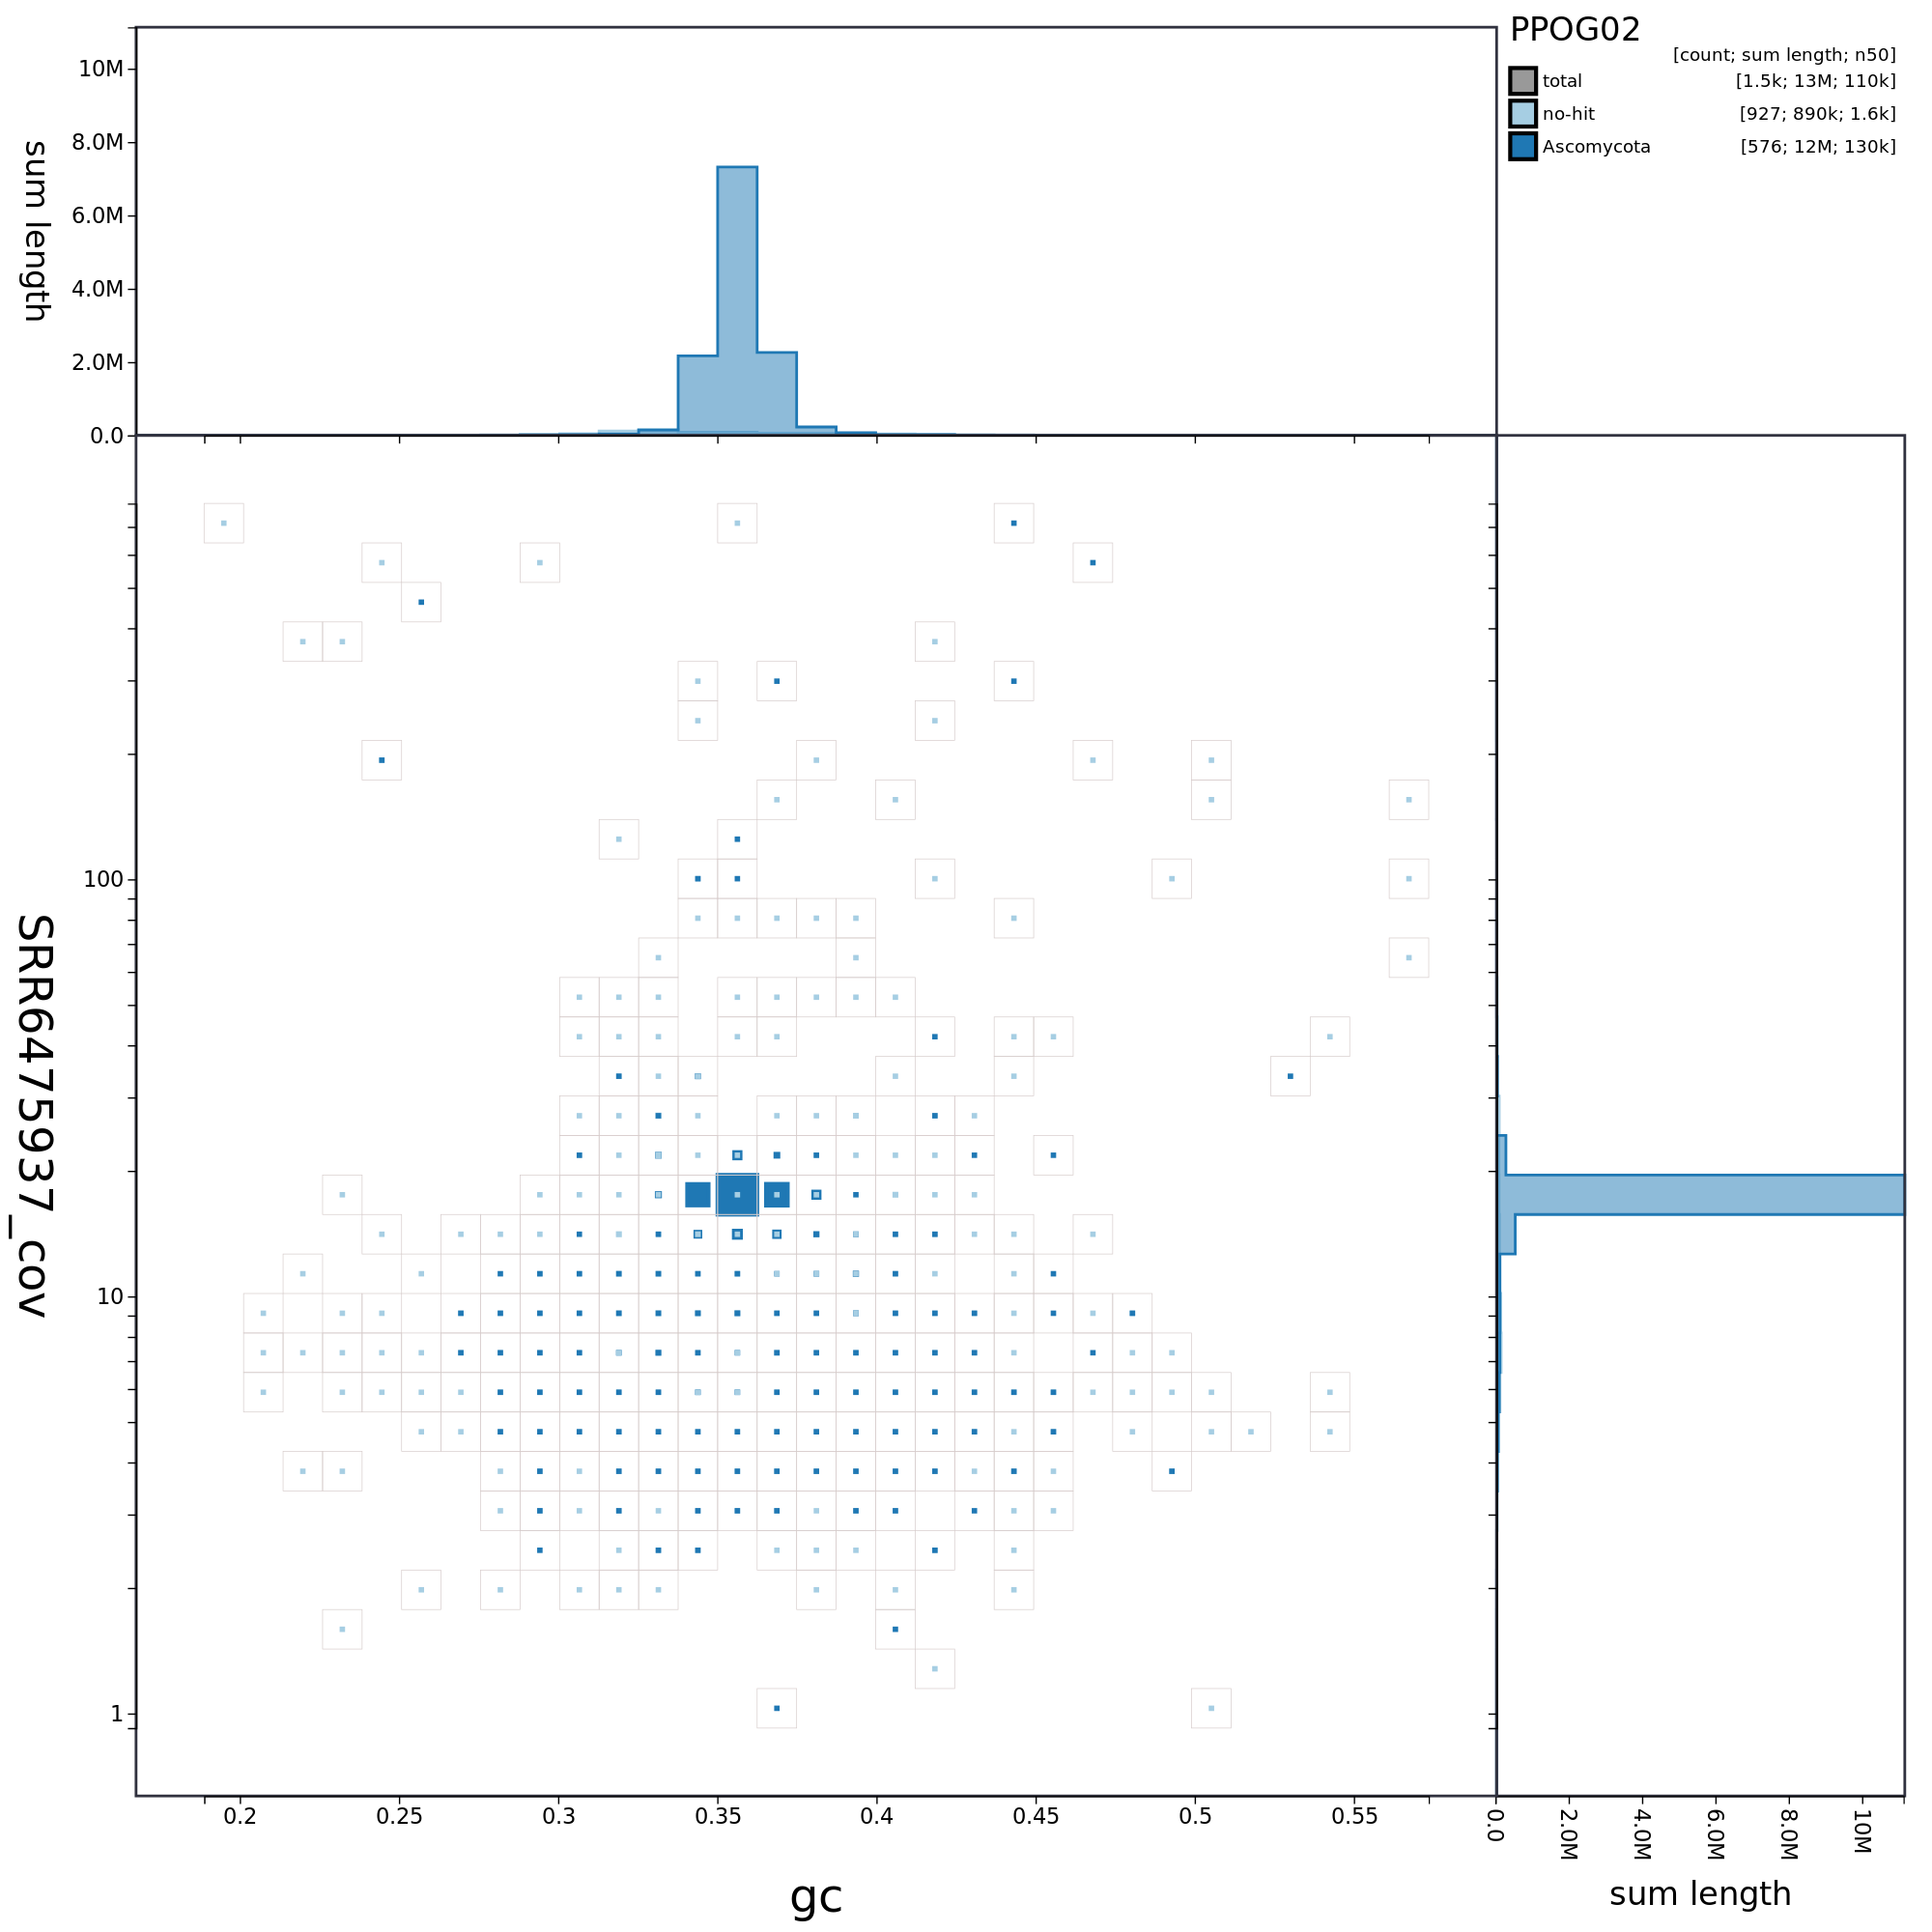 PPOG02
[count; sum length; n50]
total [1.5k; 13M; 110k]
no-hit [927; 890k; 1.6k]
Ascomycota [576; 12M; 130k]
sum length
10M
8.0M
6.0M
4.0M
2.0M
0.0
SRR6475937_cov
100
10
1
0.2 0.25 0.3 0.35 0.4 0.45 0.5 0.55
gc
0.0 2.0M 4.0M 6.0M 8.0M 10M
sum length